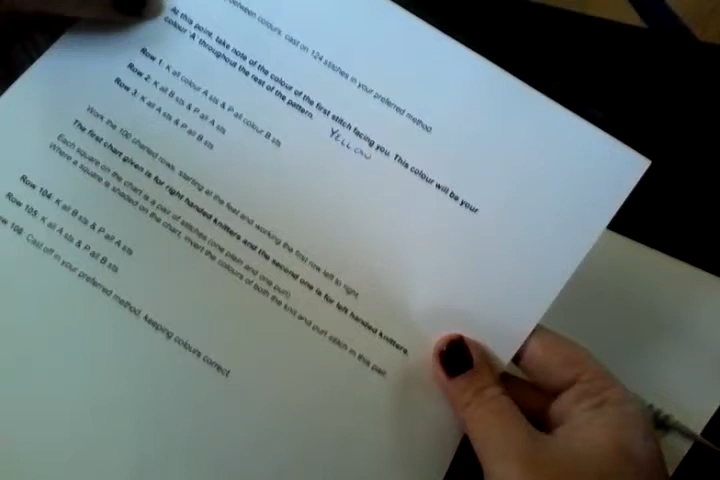 between colours, cast on 124 stitches in your preferred method.
At this point, take note of the colour of the first stitch facing you. This colour will be your
colour 'A' throughout the rest of the pattern.
YELLOW
Row 1: K all colour A sts & P all colour B sts
Row 2: K all B sts & P all A sts
Row 3: K all A sts & P all B sts
Work the 100 charted rows, starting at the feet and working the first row left to right.
The first chart given is for right handed knitters and the second one is for left handed knitters.
Each square on the chart is a pair of stitches (one plain and one purl)
Where a square is shaded on the chart, invert the colours of both the knit and purl stitch in this pair.
Row 104: K all B sts & P all A sts
Row 105: K all A sts & P all B sts
106: Cast off in your preferred method, keeping colours correct